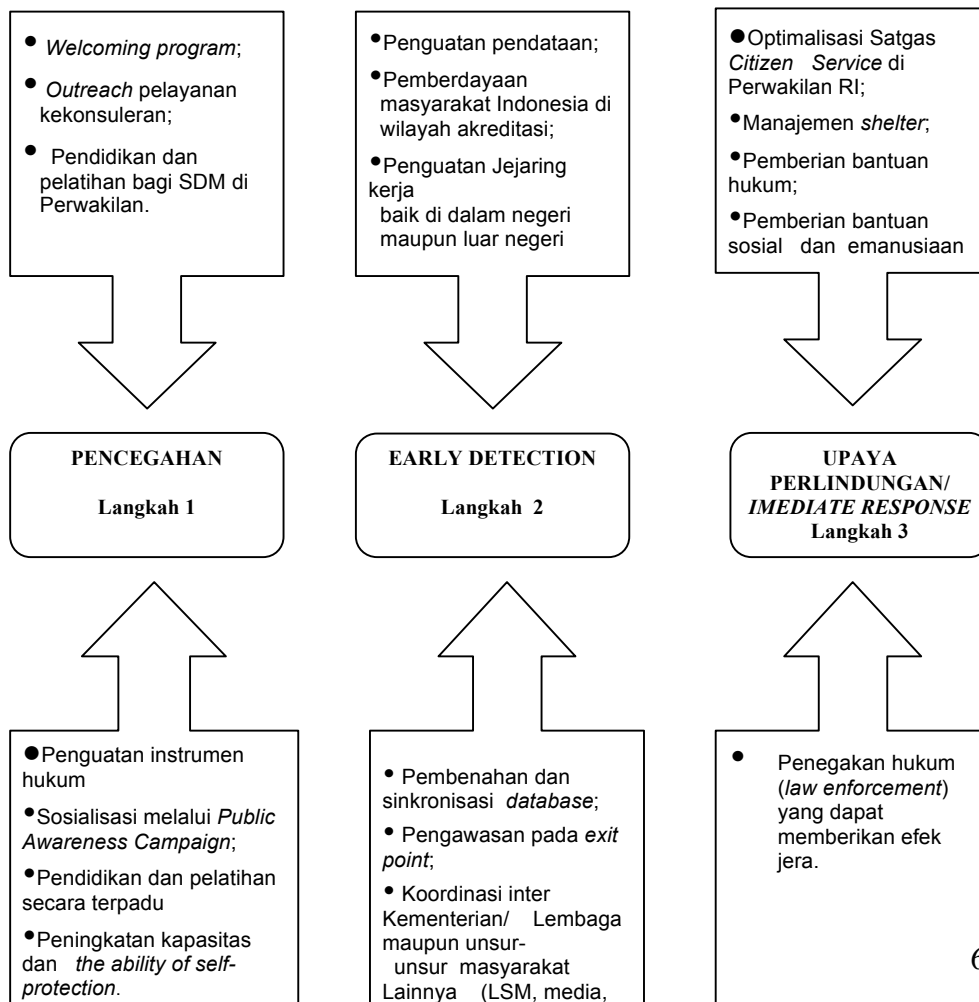 • Welcoming program;
• Outreach pelayanan
kekonsuleran;
• Pendidikan dan
pelatihan bagi SDM di
Perwakilan.
•Penguatan pendataan;
•Pemberdayaan
masyarakat Indonesia di
wilayah akreditasi;
•Penguatan Jejaring
kerja
baik di dalam negeri
maupun luar negeri
•Optimalisasi Satgas
Citizen Service di
Perwakilan RI;
•Manajemen shelter;
•Pemberian bantuan
hukum;
•Pemberian bantuan
sosial dan emanusiaan
PENCEGAHAN
Langkah 1
EARLY DETECTION
Langkah 2
UPAYA
PERLINDUNGAN/
IMEDIATE RESPONSE
Langkah 3
•Penguatan instrumen
hukum
•Sosialisasi melalui Public
Awareness Campaign;
•Pendidikan dan pelatihan
secara terpadu
•Peningkatan kapasitas
dan the ability of self-
protection.
• Pembenahan dan
sinkronisasi database;
• Pengawasan pada exit
point;
• Koordinasi inter
Kementerian/ Lembaga
maupun unsur-
unsur masyarakat
Lainnya (LSM, media,
• Penegakan hukum
(law enforcement)
yang dapat
memberikan efek
jera.